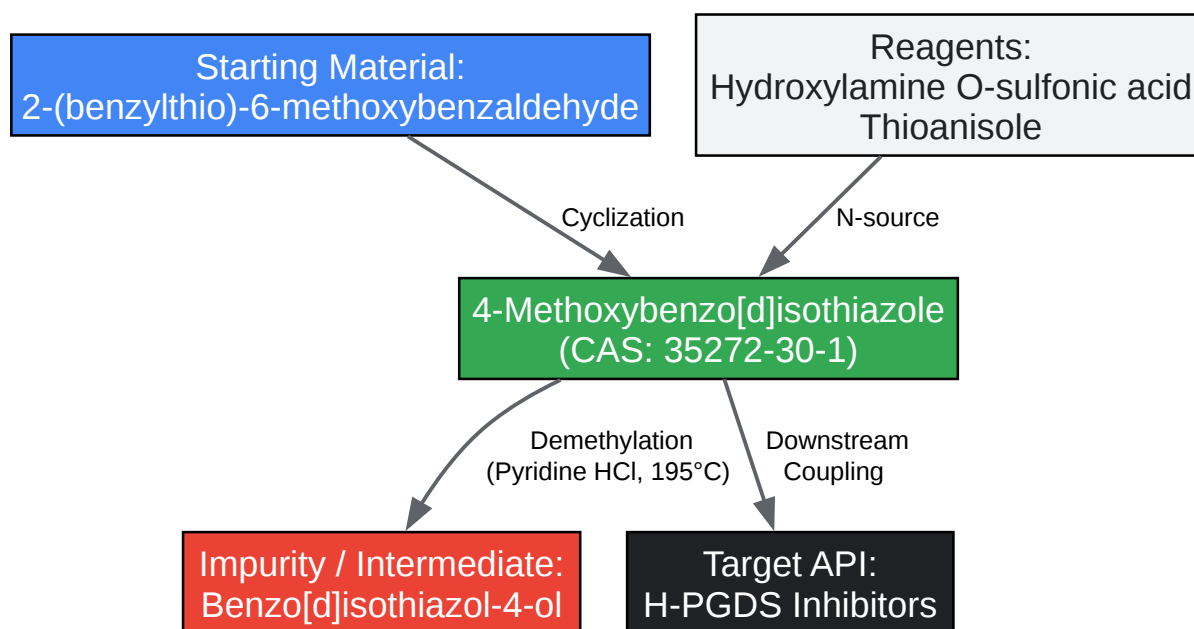 Starting Material:
2-(benzylthio)-6-methoxybenzaldehyde
Reagents:
Hydroxylamine O-sulfonic acid
Thioanisole
Cyclization
N-source
4-Methoxybenzo[d]isothiazole
(CAS: 35272-30-1)
Demethylation
(Pyridine HCl, 195°C)
Downstream
Coupling
Impurity / Intermediate:
Benzo[d]isothiazol-4-ol
Target API:
H-PGDS Inhibitors